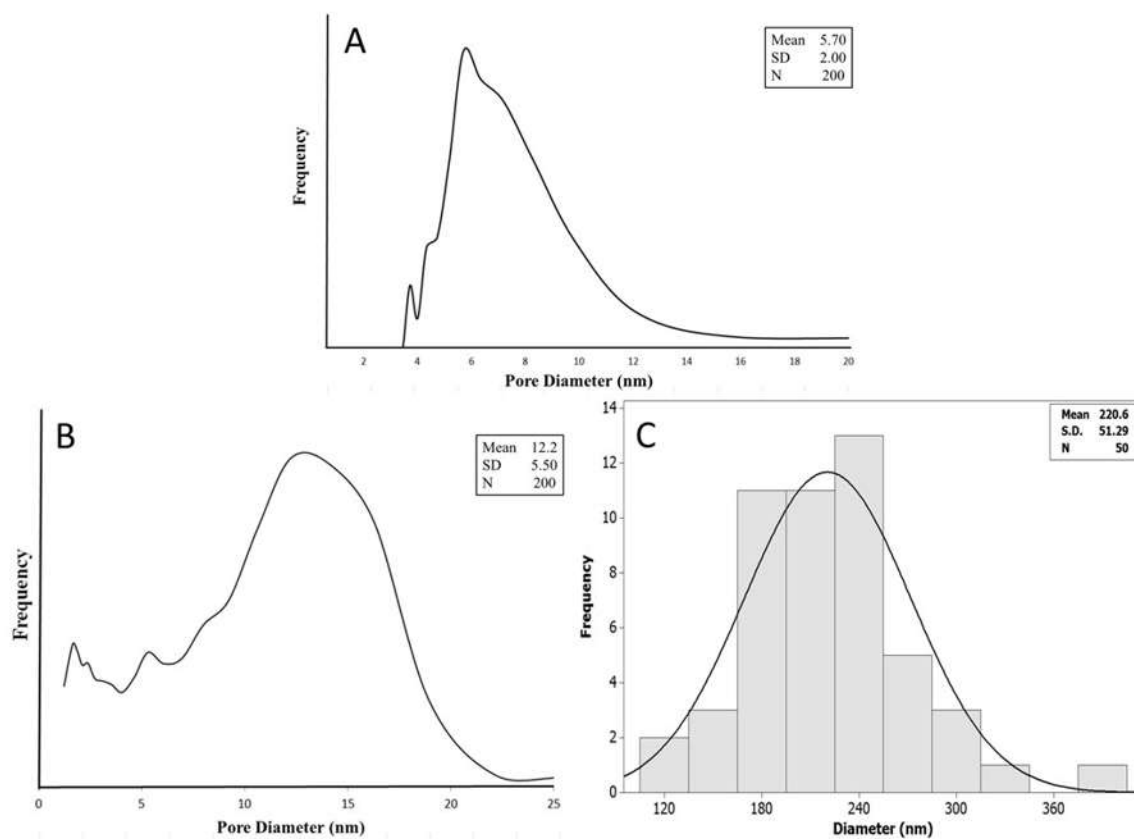 A
Mean 5.70
SD 2.00
N 200
Frequency
2 4 6 8 10 12 14 16 18 20
Pore Diameter (nm)
B
Mean 12.2
SD 5.50
N 200
Frequency
0 5 10 15 20 25
Pore Diameter (nm)
C
Mean 220.6
S.D. 51.29
N 50
14
12
10
8
6
4
2
0
Frequency
120 180 240 300 360
Diameter (nm)